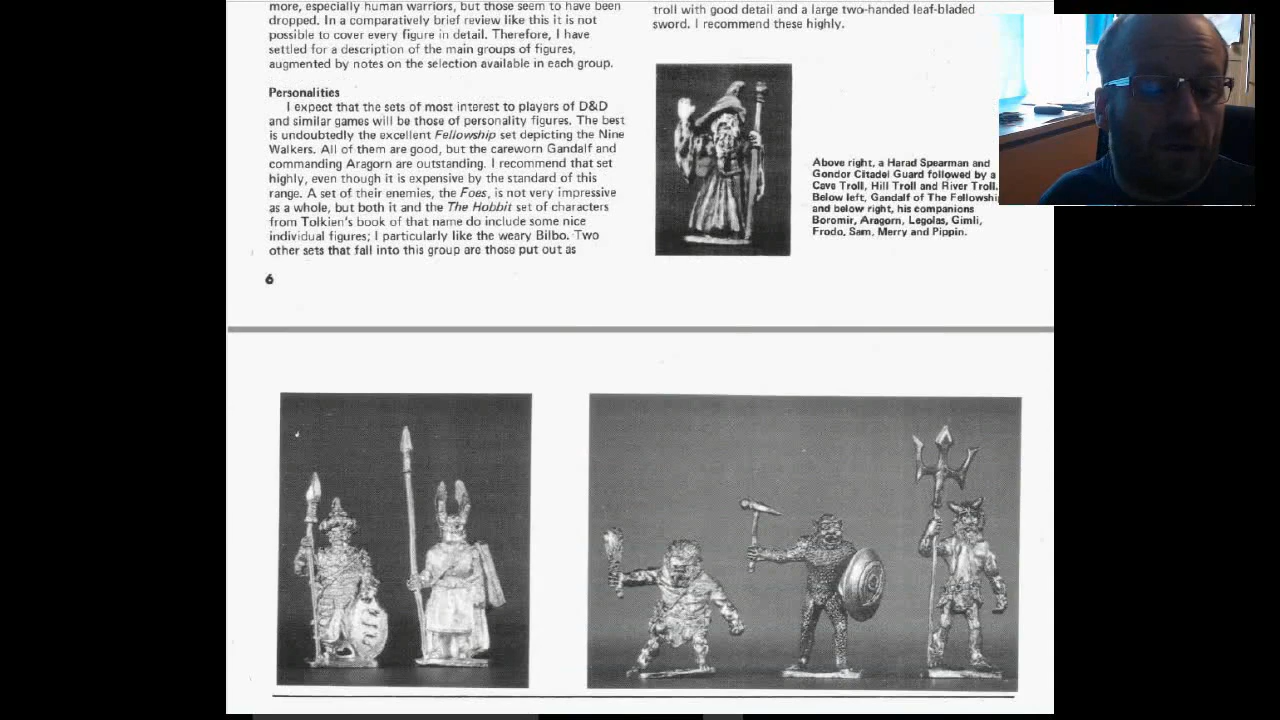 more, especially human warriors, but those seem to have been
dropped. In a comparatively brief review like this it is not
possible to cover every figure in detail. Therefore, I have
settled for a description of the main groups of figures,
augmented by notes on the selection available in each group.
Personalities
I expect that the sets of most interest to players of D&D
and similar games will be those of personality figures. The best
is undoubtedly the excellent Fellowship set depicting the Nine
Walkers. All of them are good, but the careworn Gandalf and
commanding Aragorn are outstanding. I recommend that set
highly, even though it is expensive by the standard of this
range. A set of their enemies, the Foes, is not very impressive
as a whole, but both it and the The Hobbit set of characters
from Tolkien's book of that name do include some nice
individual figures; I particularly like the weary Bilbo. Two
other sets that fall into this group are those put out as
6
troll with good detail and a large two-handed leaf-bladed
sword. I recommend these highly.
Above right, a Harad Spearman and
Gondor Citadel Guard followed by a
Cave Troll, Hill Troll and River Troll.
Below left, Gandalf of The Fellowship
and below right, his companions
Boromir, Aragorn, Legolas, Gimli,
Frodo, Sam, Merry and Pippin.